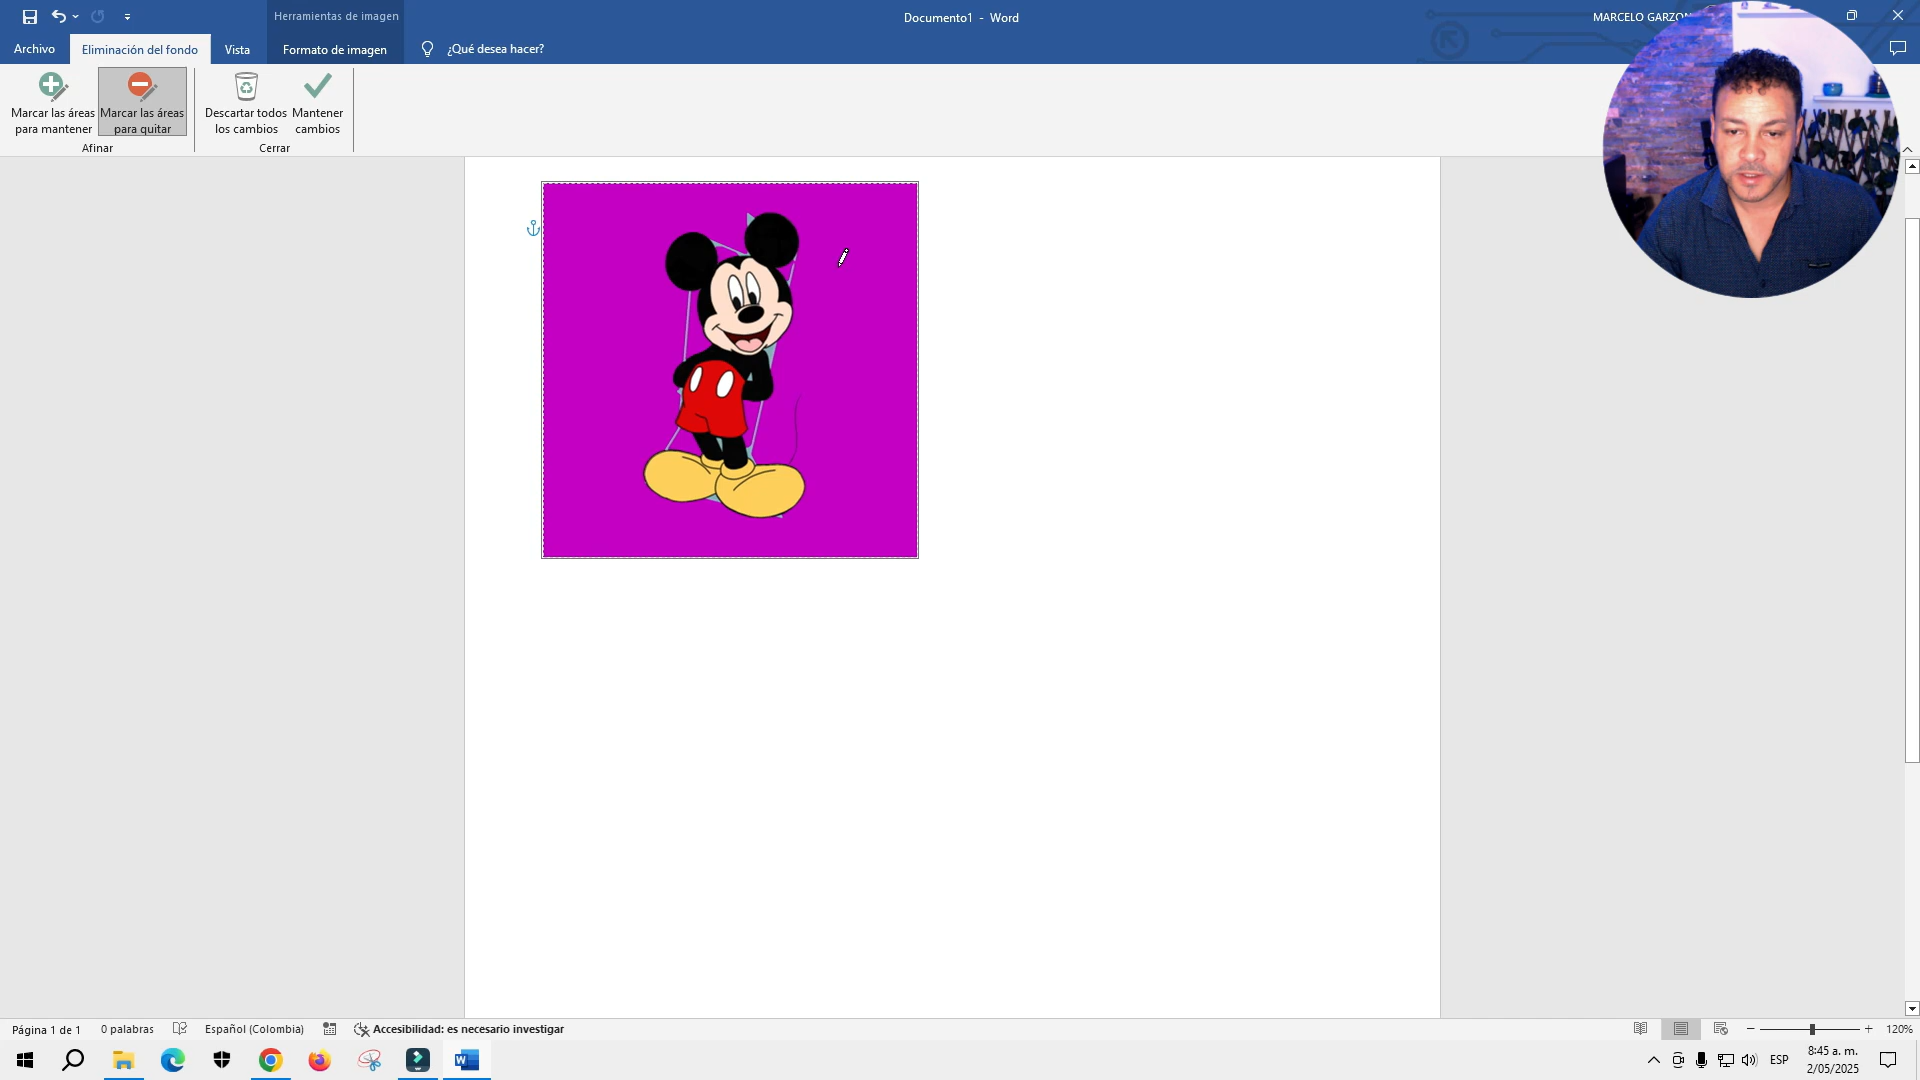 Herramientas de imagen
Documento1 - Word
MARCELO GARZON
Archivo
Eliminación del fondo
Vista
Formato de imagen
¿Qué desea hacer?
Marcar las áreas
para mantener
Marcar las áreas
para quitar
Descartar todos
los cambios
Mantener
cambios
Afinar
Cerrar
Página 1 de 1
0 palabras
Español (Colombia)
Accesibilidad: es necesario investigar
120%
W
ESP
8:45 a. m.
2/05/2025